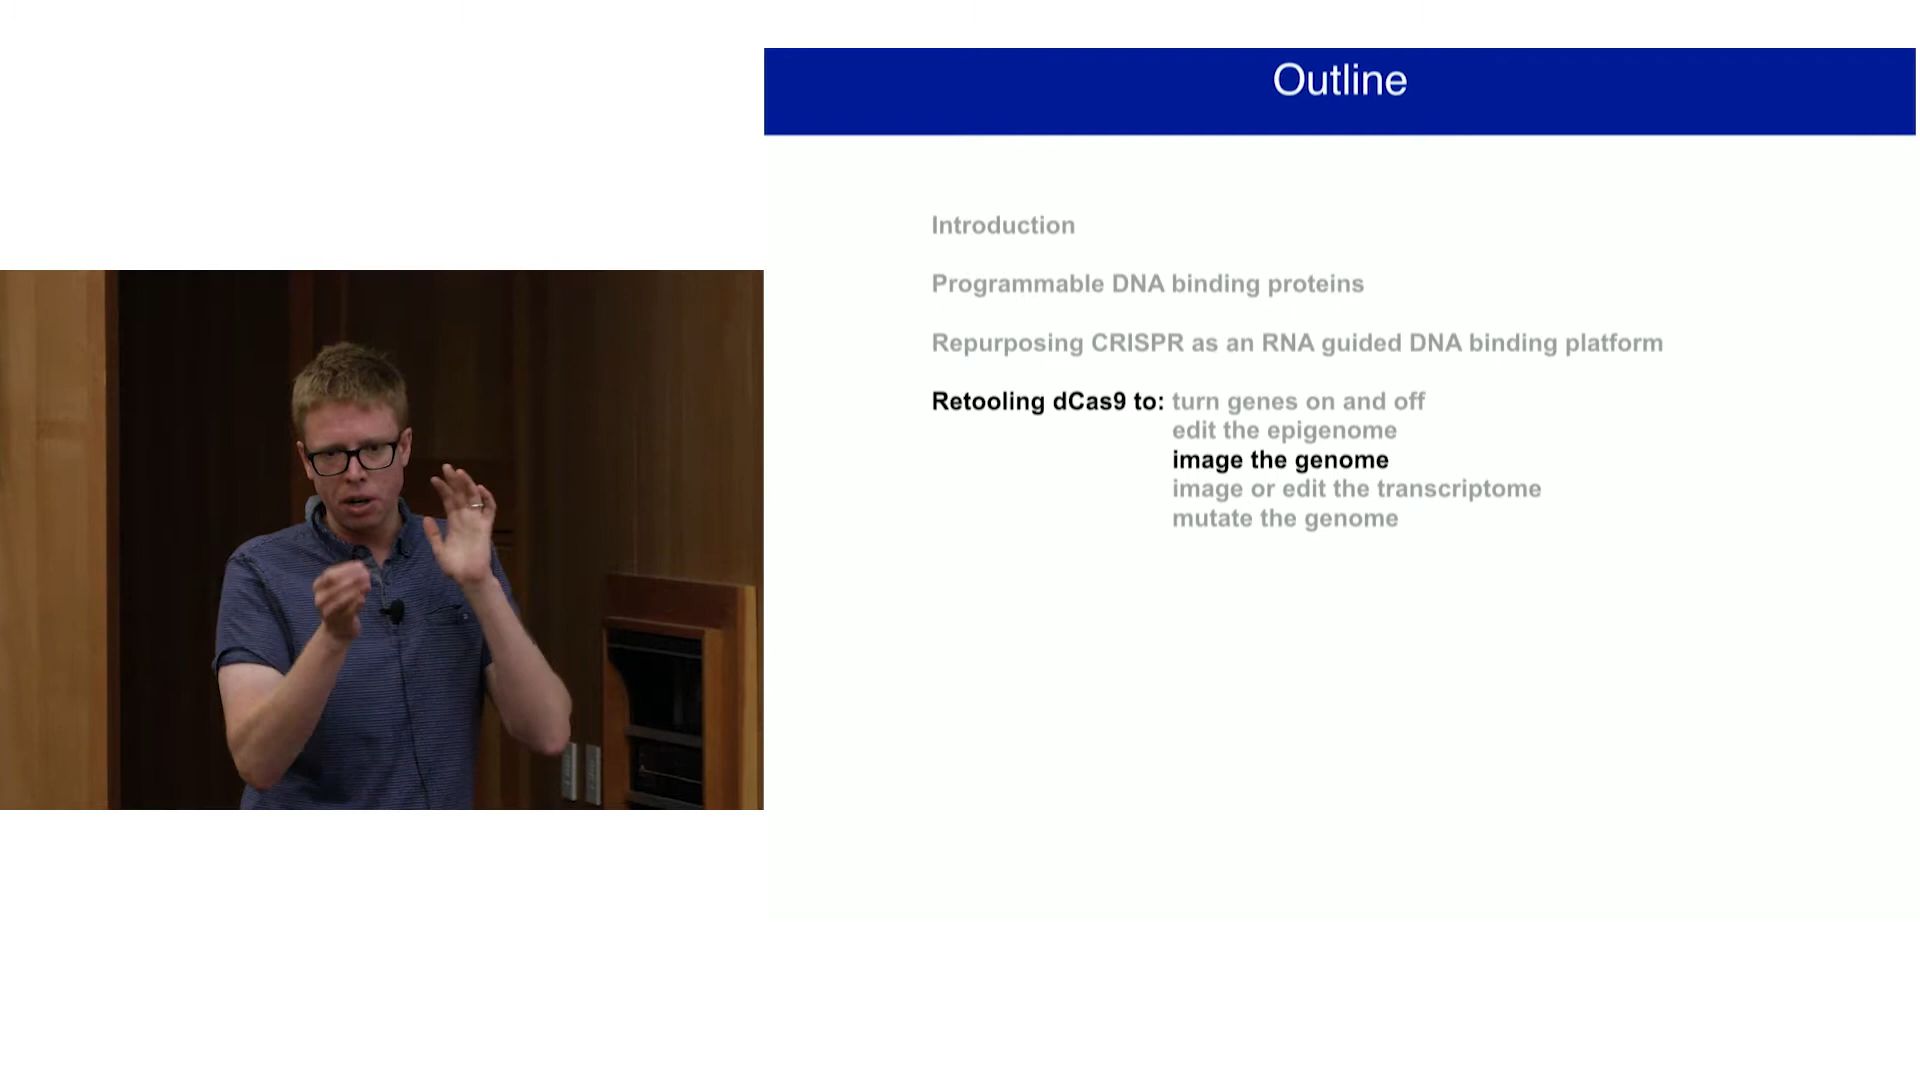 Outline
Introduction
Programmable DNA binding proteins
Repurposing CRISPR as an RNA guided DNA binding platform
Retooling dCas9 to: turn genes on and off
edit the epigenome
image the genome
image or edit the transcriptome
mutate the genome